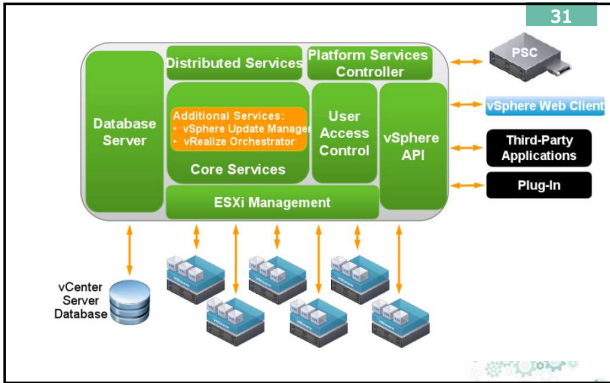 31
Distributed Services
Platform Services
Controller
PSC
Database
Server
Additional Services:
• vSphere Update Manager
• vRealize Orchestrator
Core Services
User
Access
Control
vSphere
API
vSphere Web Client
Third-Party
Applications
Plug-In
ESXi Management
vCenter
Server
Database